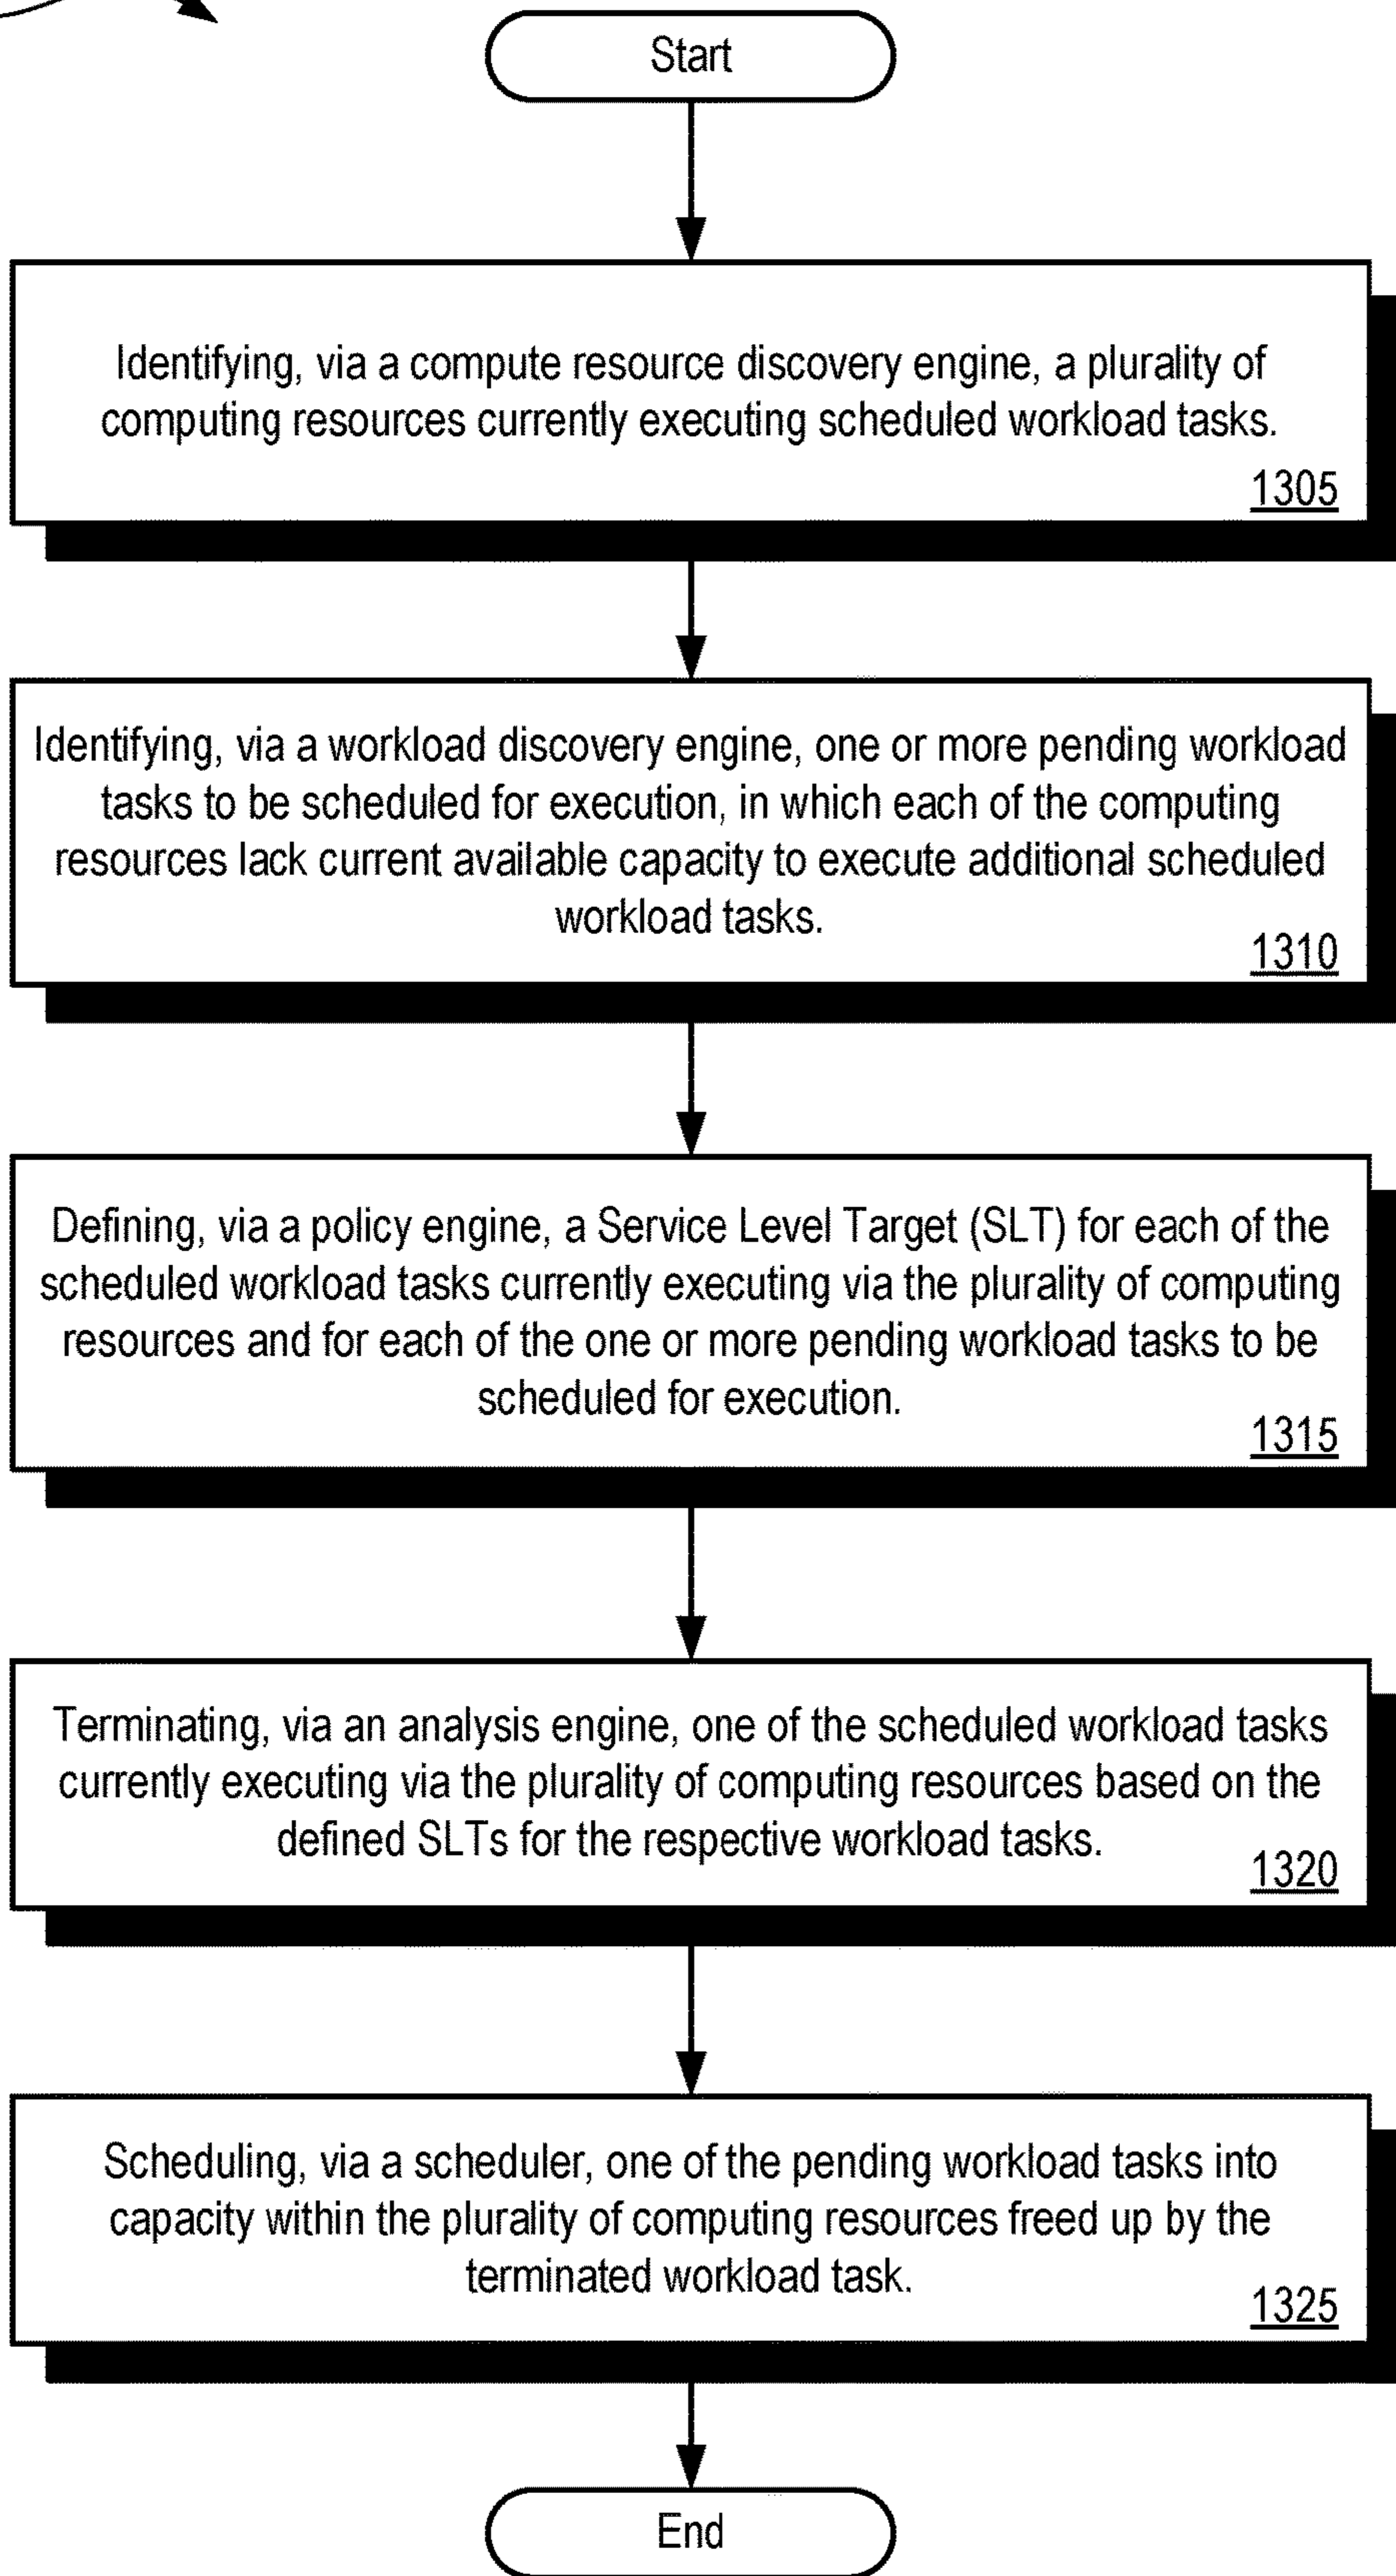 Start
Identifying, via a compute resource discovery engine, a plurality of
computing resources currently executing scheduled workload tasks.
1305
Identifying, via a workload discovery engine, one or more pending workload
tasks to be scheduled for execution, in which each of the computing
resources lack current available capacity to execute additional scheduled
workload tasks.
1310
Defining, via a policy engine, a Service Level Target (SLT) for each of the
scheduled workload tasks currently executing via the plurality of computing
resources and for each of the one or more pending workload tasks to be
scheduled for execution.
1315
Terminating, via an analysis engine, one of the scheduled workload tasks
currently executing via the plurality of computing resources based on the
defined SLTs for the respective workload tasks.
1320
Scheduling, via a scheduler, one of the pending workload tasks into
capacity within the plurality of computing resources freed up by the
terminated workload task.
1325
End